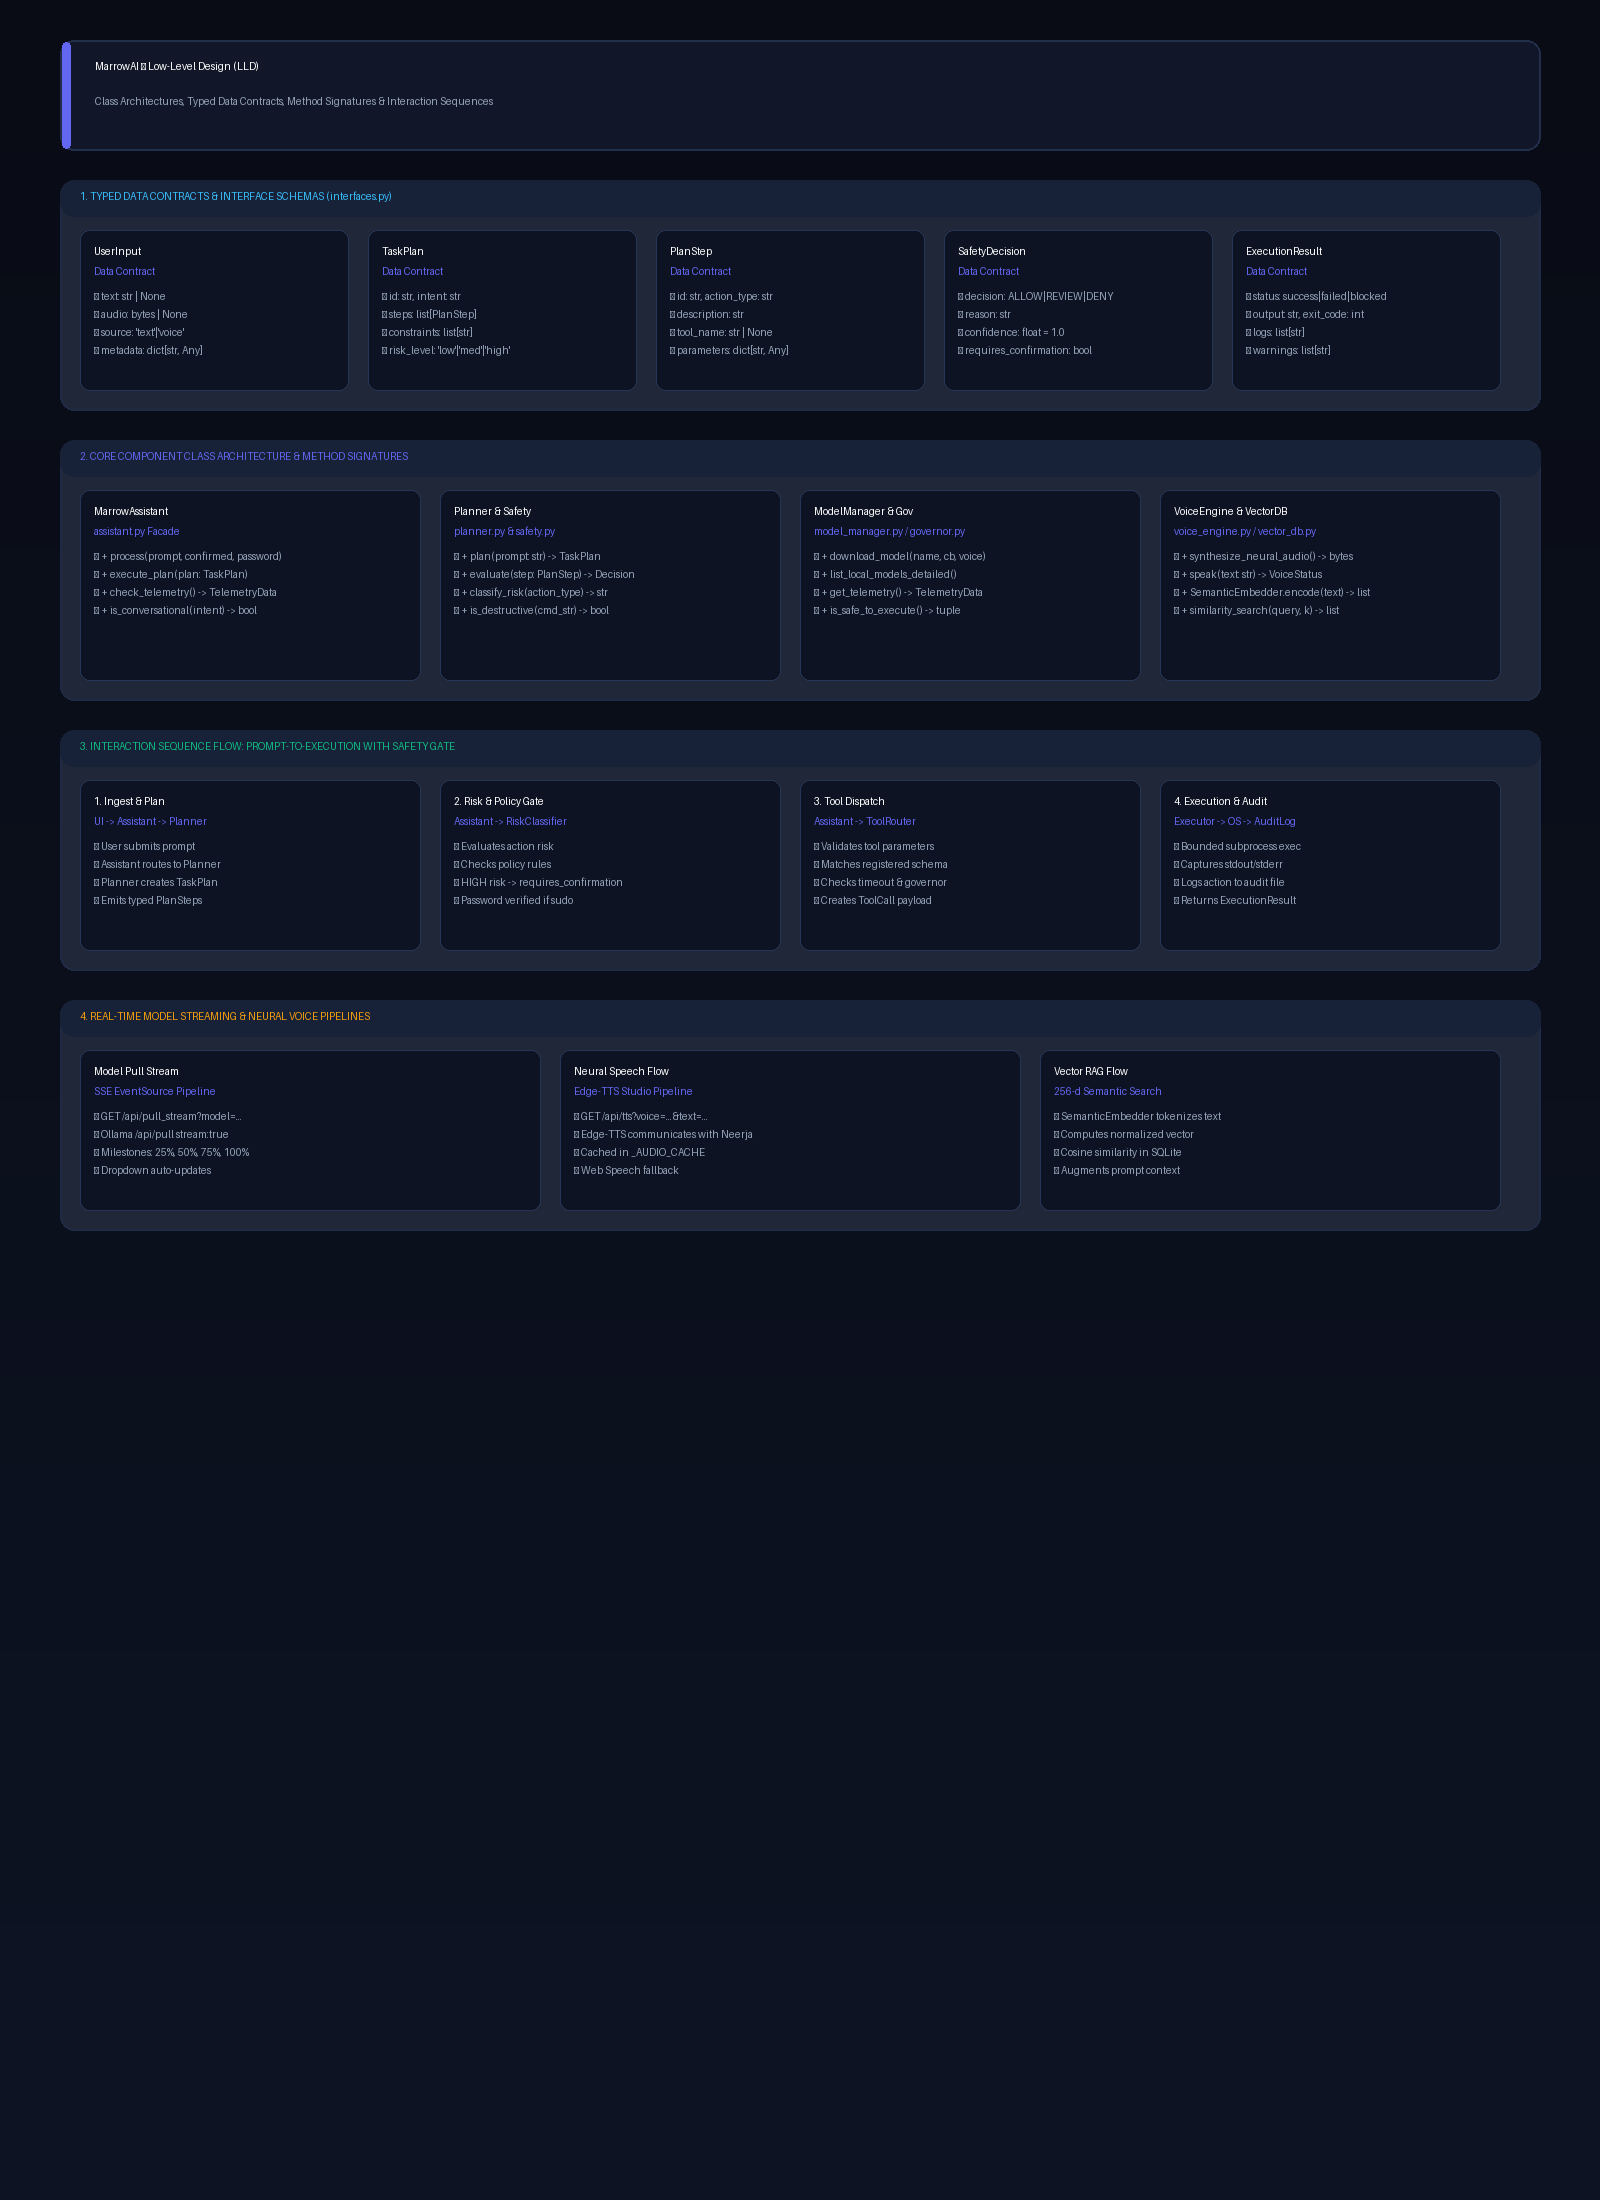 MarrowAI ▯ Low-Level Design (LLD)
Class Architectures, Typed Data Contracts, Method Signatures & Interaction Sequences
1. TYPED DATA CONTRACTS & INTERFACE SCHEMAS (interfaces.py)
UserInput
Data Contract
▯ text: str | None
▯ audio: bytes | None
▯ source: 'text'|'voice'
▯ metadata: dict[str, Any]
TaskPlan
Data Contract
▯ id: str, intent: str
▯ steps: list[PlanStep]
▯ constraints: list[str]
▯ risk_level: 'low'|'med'|'high'
PlanStep
Data Contract
▯ id: str, action_type: str
▯ description: str
▯ tool_name: str | None
▯ parameters: dict[str, Any]
SafetyDecision
Data Contract
▯ decision: ALLOW|REVIEW|DENY
▯ reason: str
▯ confidence: float = 1.0
▯ requires_confirmation: bool
ExecutionResult
Data Contract
▯ status: success|failed|blocked
▯ output: str, exit_code: int
▯ logs: list[str]
▯ warnings: list[str]
2. CORE COMPONENT CLASS ARCHITECTURE & METHOD SIGNATURES
MarrowAssistant
assistant.py Facade
▯ + process(prompt, confirmed, password)
▯ + execute_plan(plan: TaskPlan)
▯ + check_telemetry() -> TelemetryData
▯ + is_conversational(intent) -> bool
Planner & Safety
planner.py & safety.py
▯ + plan(prompt: str) -> TaskPlan
▯ + evaluate(step: PlanStep) -> Decision
▯ + classify_risk(action_type) -> str
▯ + is_destructive(cmd_str) -> bool
ModelManager & Gov
model_manager.py / governor.py
▯ + download_model(name, cb, voice)
▯ + list_local_models_detailed()
▯ + get_telemetry() -> TelemetryData
▯ + is_safe_to_execute() -> tuple
VoiceEngine & VectorDB
voice_engine.py / vector_db.py
▯ + synthesize_neural_audio() -> bytes
▯ + speak(text: str) -> VoiceStatus
▯ + SemanticEmbedder.encode(text) -> list
▯ + similarity_search(query, k) -> list
3. INTERACTION SEQUENCE FLOW: PROMPT-TO-EXECUTION WITH SAFETY GATE
1. Ingest & Plan
UI -> Assistant -> Planner
▯ User submits prompt
▯ Assistant routes to Planner
▯ Planner creates TaskPlan
▯ Emits typed PlanSteps
2. Risk & Policy Gate
Assistant -> RiskClassifier
▯ Evaluates action risk
▯ Checks policy rules
▯ HIGH risk -> requires_confirmation
▯ Password verified if sudo
3. Tool Dispatch
Assistant -> ToolRouter
▯ Validates tool parameters
▯ Matches registered schema
▯ Checks timeout & governor
▯ Creates ToolCall payload
4. Execution & Audit
Executor -> OS -> AuditLog
▯ Bounded subprocess exec
▯ Captures stdout/stderr
▯ Logs action to audit file
▯ Returns ExecutionResult
4. REAL-TIME MODEL STREAMING & NEURAL VOICE PIPELINES
Model Pull Stream
SSE EventSource Pipeline
▯ GET /api/pull_stream?model=...
▯ Ollama /api/pull stream:true
▯ Milestones: 25%, 50%, 75%, 100%
▯ Dropdown auto-updates
Neural Speech Flow
Edge-TTS Studio Pipeline
▯ GET /api/tts?voice=...&text=...
▯ Edge-TTS communicates with Neerja
▯ Cached in _AUDIO_CACHE
▯ Web Speech fallback
Vector RAG Flow
256-d Semantic Search
▯ SemanticEmbedder tokenizes text
▯ Computes normalized vector
▯ Cosine similarity in SQLite
▯ Augments prompt context